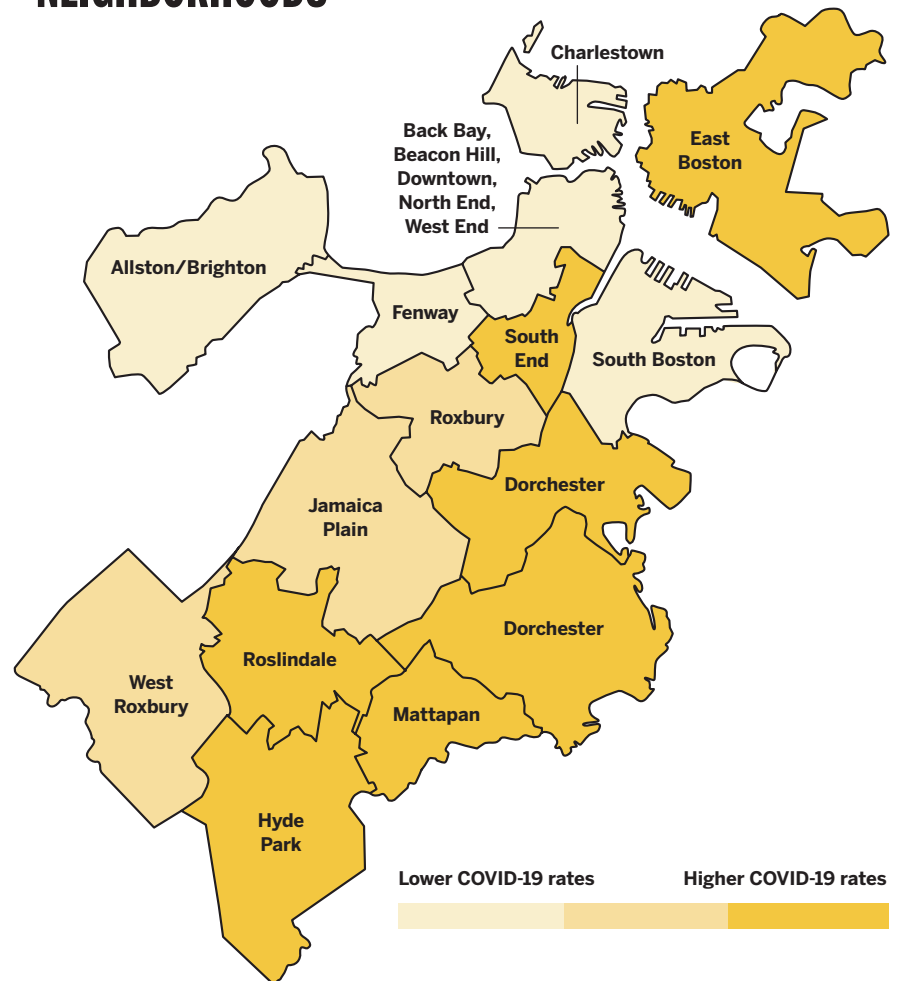 NEIGHBORHOODS
Charlestown
Back Bay,
Beacon Hill,
Downtown,
North End,
West End
East
Boston
Allston/Brighton
Fenway
South
End
South Boston
Roxbury
Dorchester
Jamaica
Plain
Dorchester
Roslindale
West
Roxbury
Mattapan
Hyde
Park
Lower COVID-19 rates
Higher COVID-19 rates